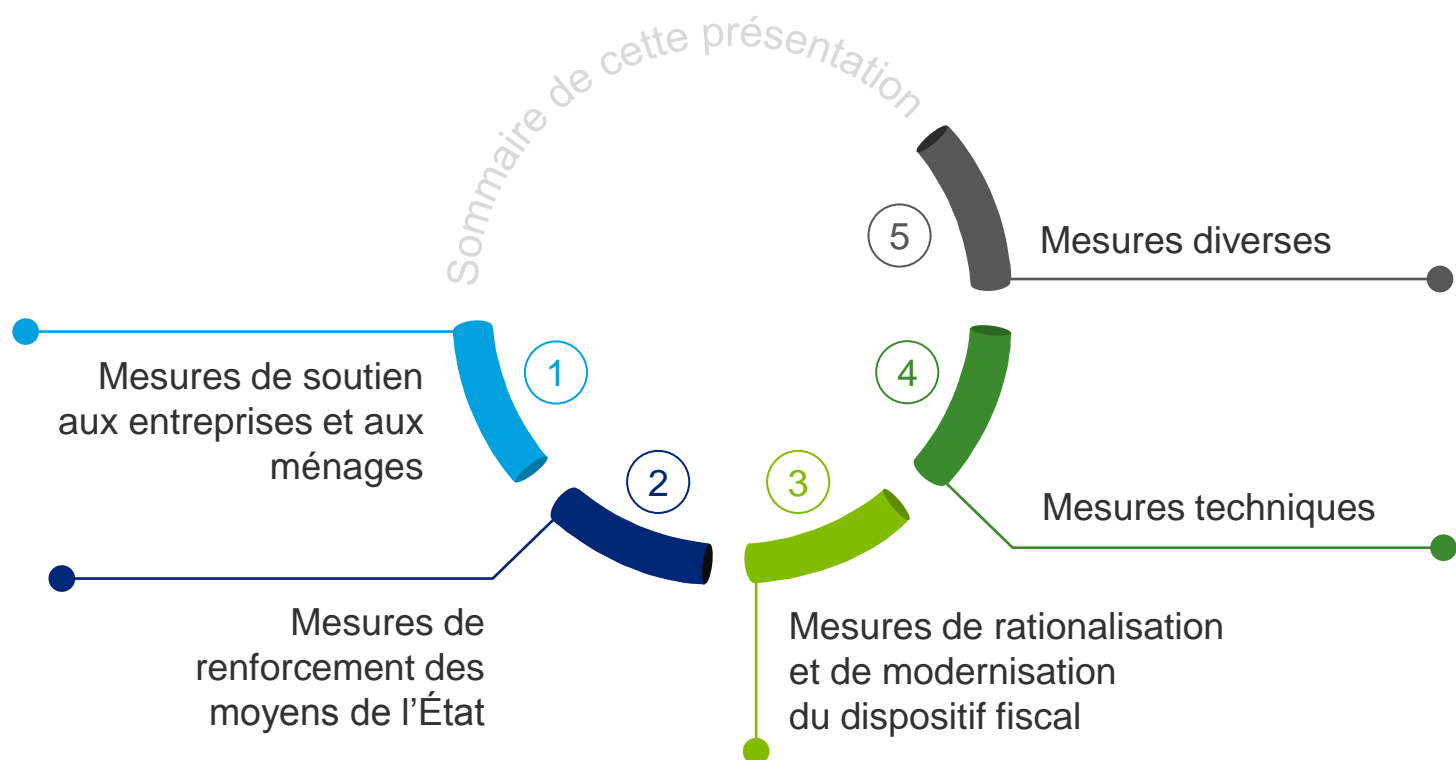 Sommaire de cette présentation
1
Mesures de soutien
aux entreprises et aux
ménages
2
Mesures de
renforcement des
moyens de l’État
3
Mesures de rationalisation
et de modernisation
du dispositif fiscal
4
Mesures techniques
5
Mesures diverses